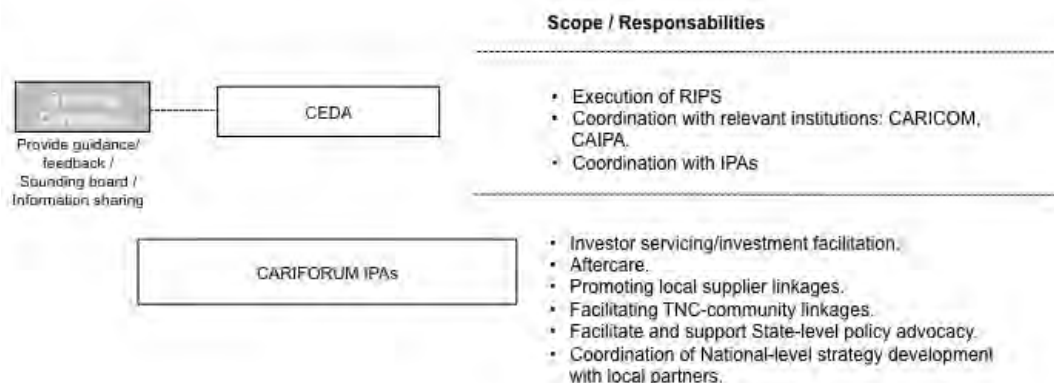 Scope / Responsabilities
CEDA
Provide guidance/
feedback /
Sounding board /
Information sharing
• Execution of RIPS
• Coordination with relevant institutions: CARICOM,
CAIPA.
• Coordination with IPAs
CARIFORUM IPAs
• Investor servicing/investment facilitation.
• Aftercare.
• Promoting local supplier linkages.
• Facilitating TNC-community linkages.
• Facilitate and support State-level policy advocacy.
• Coordination of National-level strategy development
with local partners.